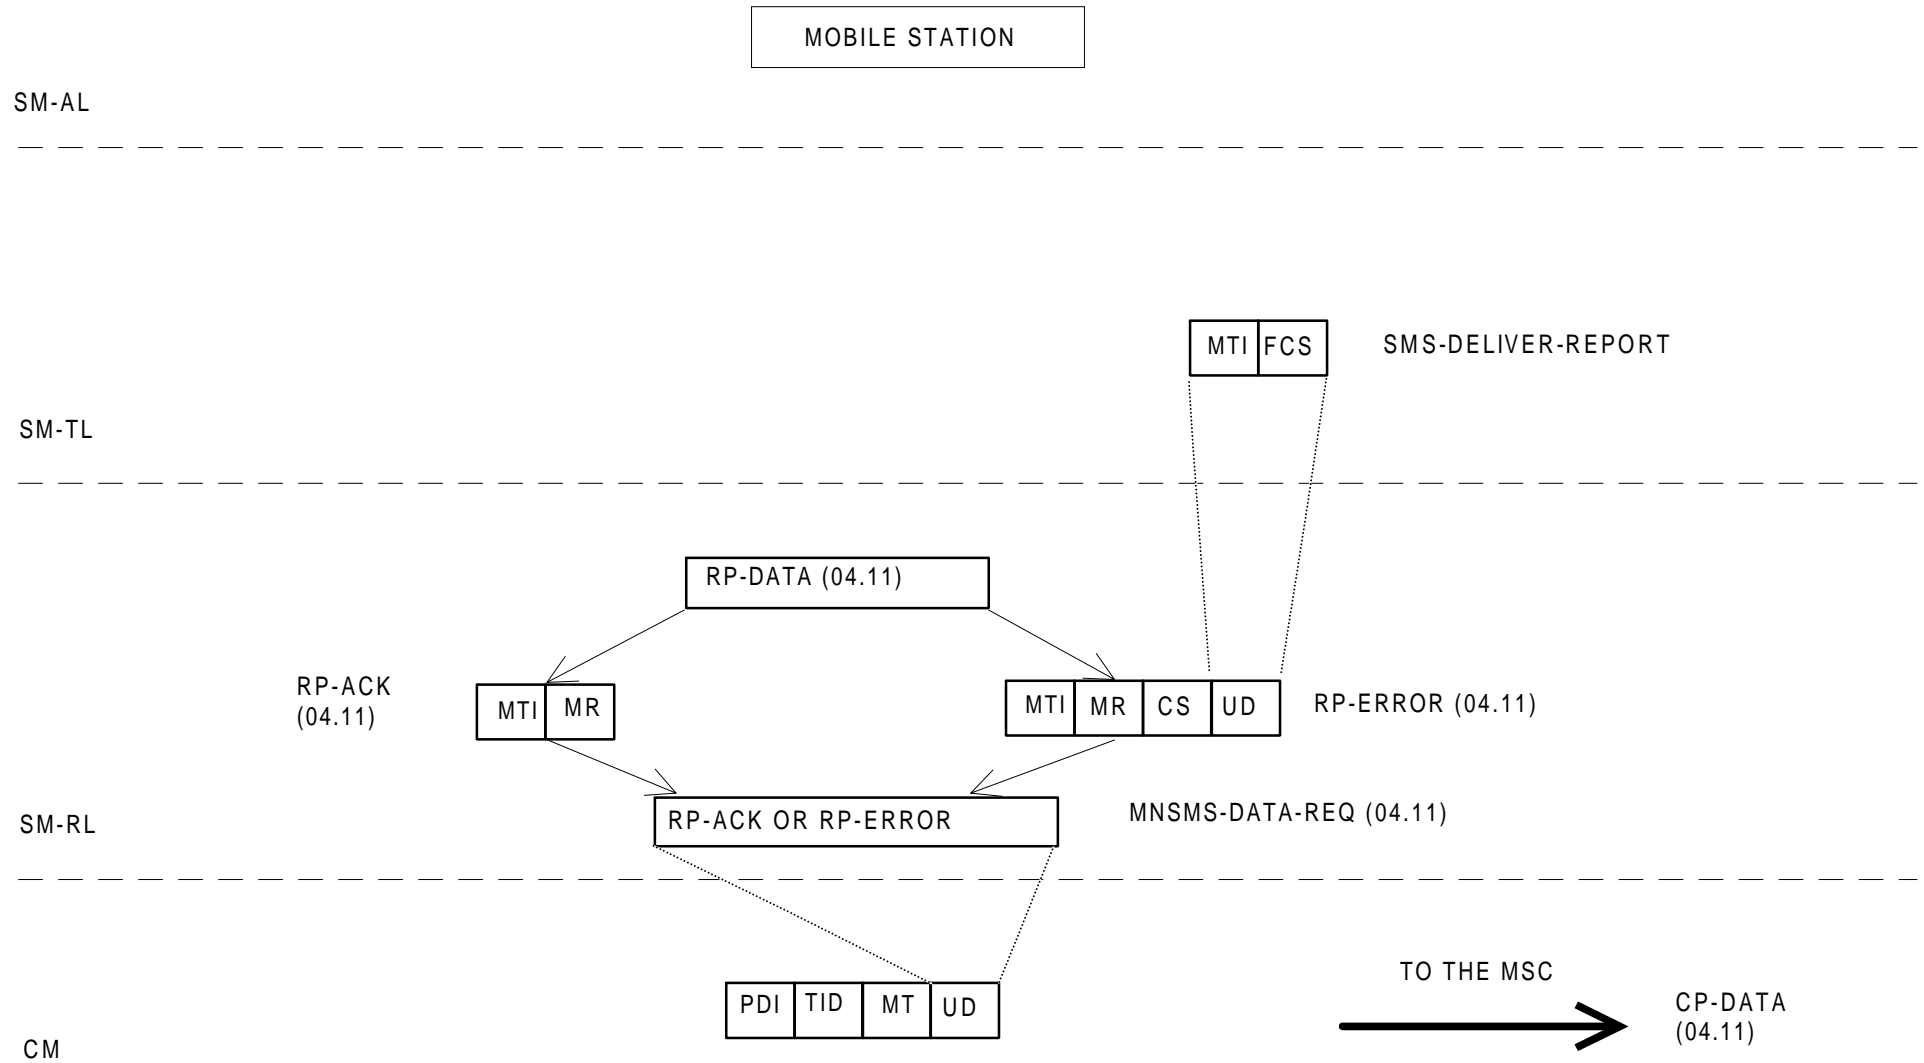 MOBILE STATION
SM-AL
MTI FCS SMS-DELIVER-REPORT
SM-TL
RP-DATA (04.11)
RP-ACK
(04.11)
MTI MR
MTI MR CS UD
RP-ERROR (04.11)
RP-ACK OR RP-ERROR
MNSMS-DATA-REQ (04.11)
SM-RL
TO THE MSC
PDI TID MT UD
CP-DATA
(04.11)
CM